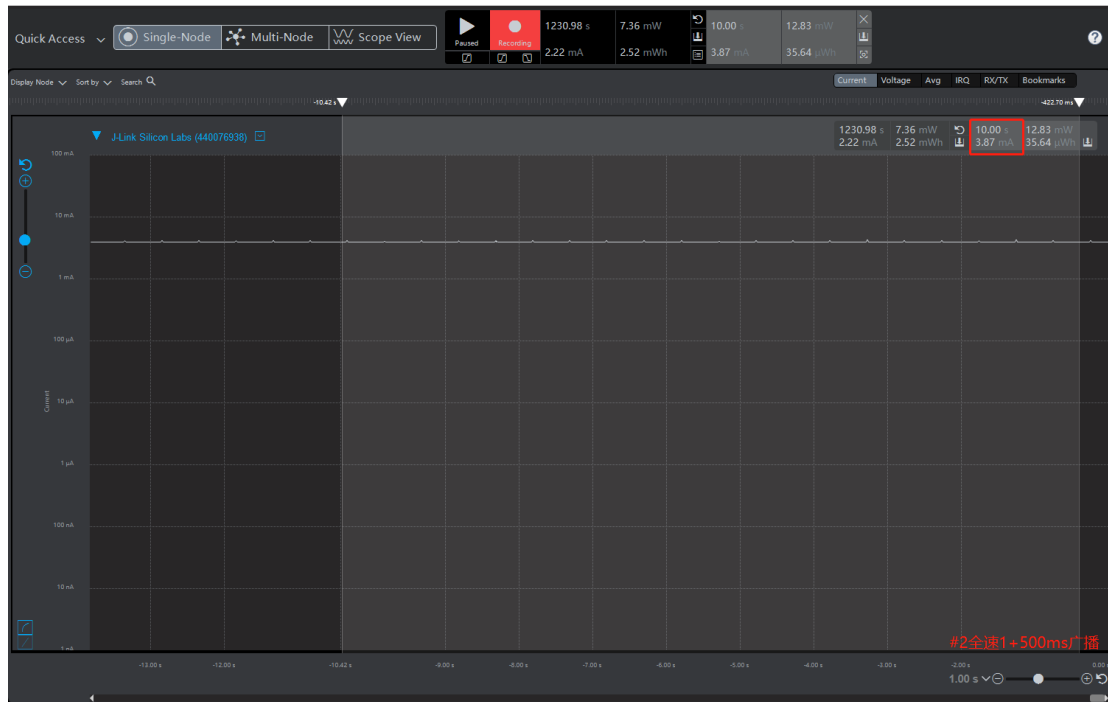 Quick Access Single-Node Multi-Node Scope View
Paused Recording
1230.98 s 7.36 mW 10.00 s 12.83 mW
2.22 mA 2.52 mWh 3.87 mA 35.64 µWh
?
Display Node Sort by Search
Current Voltage Avg IRQ RX/TX Bookmarks
-10.42 s -422.70 ms
J-Link Silicon Labs (440076938)
1230.98 s 7.36 mW 10.00 s 12.83 mW
2.22 mA 2.52 mWh 3.87 mA 35.64 µWh
100 mA
10 mA
1 mA
100 µA
Current
10 µA
1 µA
100 nA
10 nA
1 nA
#2全速1+500ms广播
-13.00 s -12.00 s -10.42 s -9.00 s -8.00 s -7.00 s -6.00 s -5.00 s -4.00 s -3.00 s -2.00 s 0.00
1.00 s